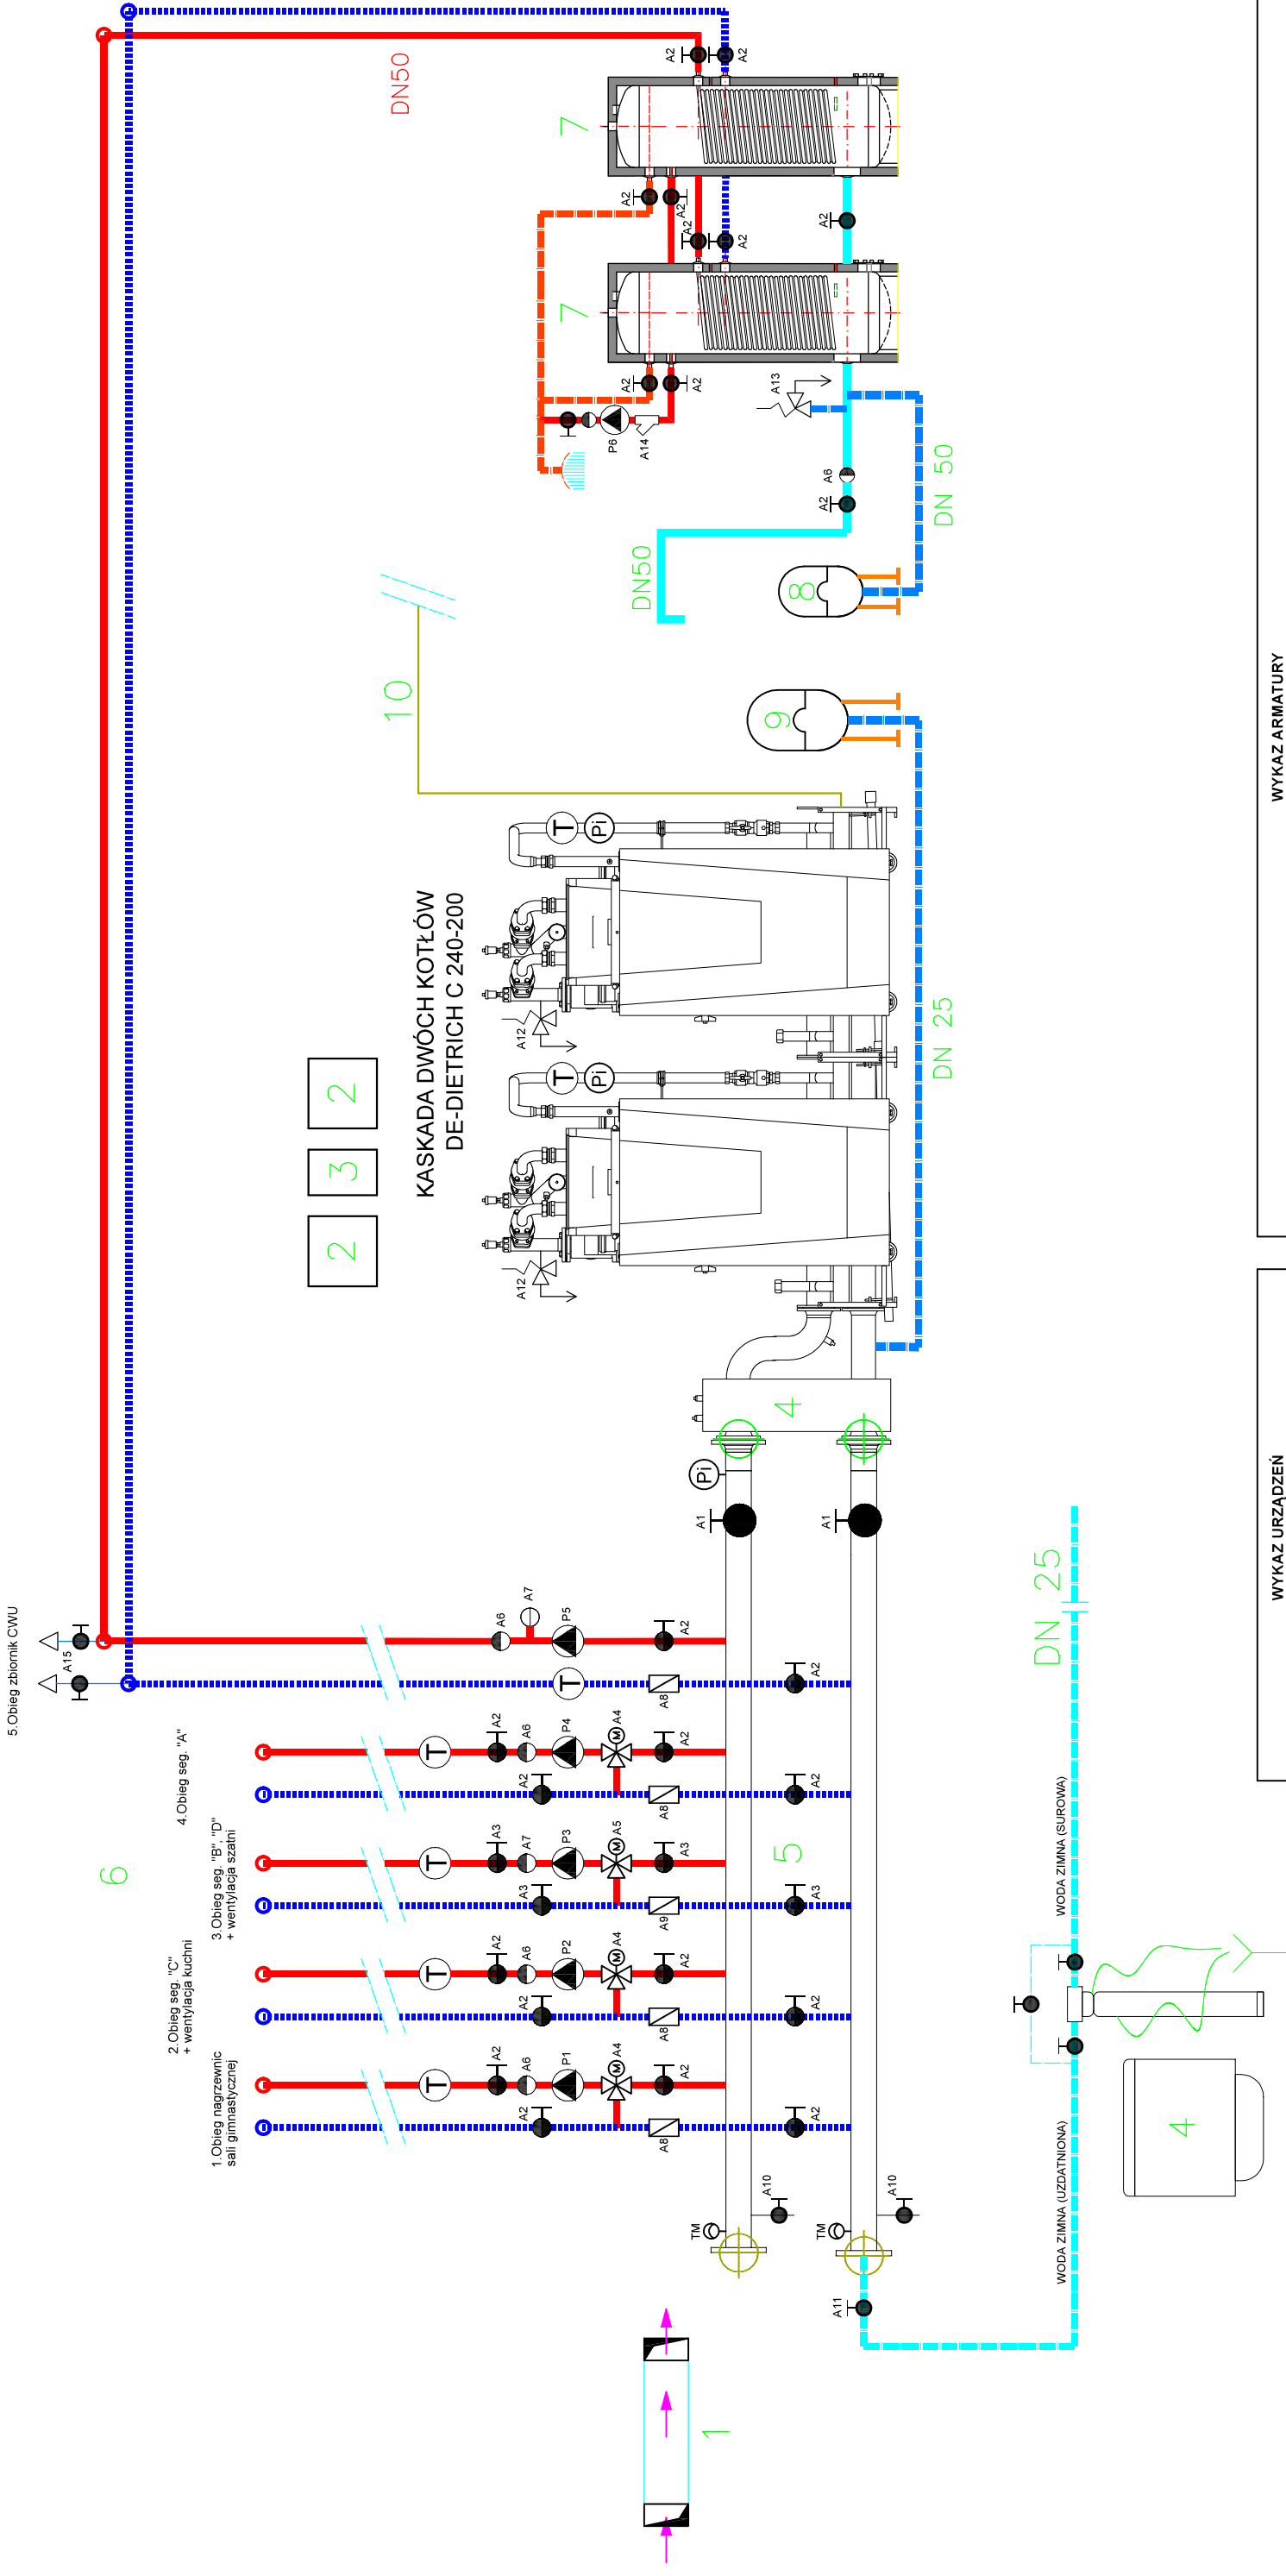 5.Obieg zbiornik CWU
A15
6
4.Obieg seg. "A"
3.Obieg seg. "B", "D"
+ wentylacja szatni
2.Obieg seg. "C"
+ wentylacja kuchni
1.Obieg nagrzewnic
sali gimnastycznej
DN50
10
2
3
2
KASKADA DWÓCH KOTŁÓW
DE-DIETRICH C 240-200
A12
A12
T
Pi
T
Pi
7
7
A2
A2
A2
A2
A2
A2
A2
A2
A2
P6
A14
A13
A6
A2
DN50
DN 50
8
9
DN 25
4
Pi
A1
A1
A6
A7
P5
A2
T
A8
A2
T
A2
A6
P4
M
A4
A2
A2
A8
A2
T
A3
A7
P3
M
A5
A3
A3
A9
A3
T
A2
A6
P2
M
A4
A2
A2
A8
A2
T
A2
A6
P1
M
A4
A2
A2
A8
A2
5
TM
A10
TM
A10
A11
1
DN 25
WODA ZIMNA (SUROWA)
WODA ZIMNA (UZDATNIONA)
4
WYKAZ URZĄDZEŃ
WYKAZ ARMATURY